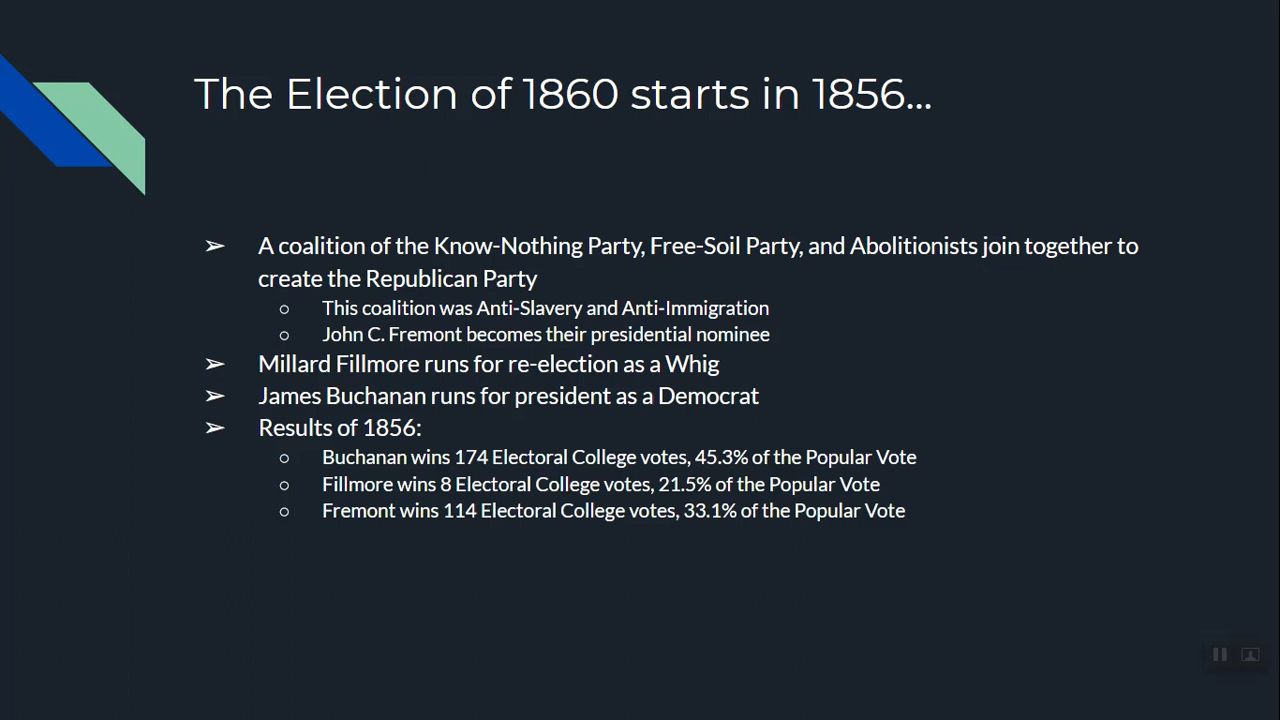 The Election of 1860 starts in 1856...
➢ A coalition of the Know-Nothing Party, Free-Soil Party, and Abolitionists join together to
create the Republican Party
○ This coalition was Anti-Slavery and Anti-Immigration
○ John C. Fremont becomes their presidential nominee
➢ Millard Fillmore runs for re-election as a Whig
➢ James Buchanan runs for president as a Democrat
➢ Results of 1856:
○ Buchanan wins 174 Electoral College votes, 45.3% of the Popular Vote
○ Fillmore wins 8 Electoral College votes, 21.5% of the Popular Vote
○ Fremont wins 114 Electoral College votes, 33.1% of the Popular Vote